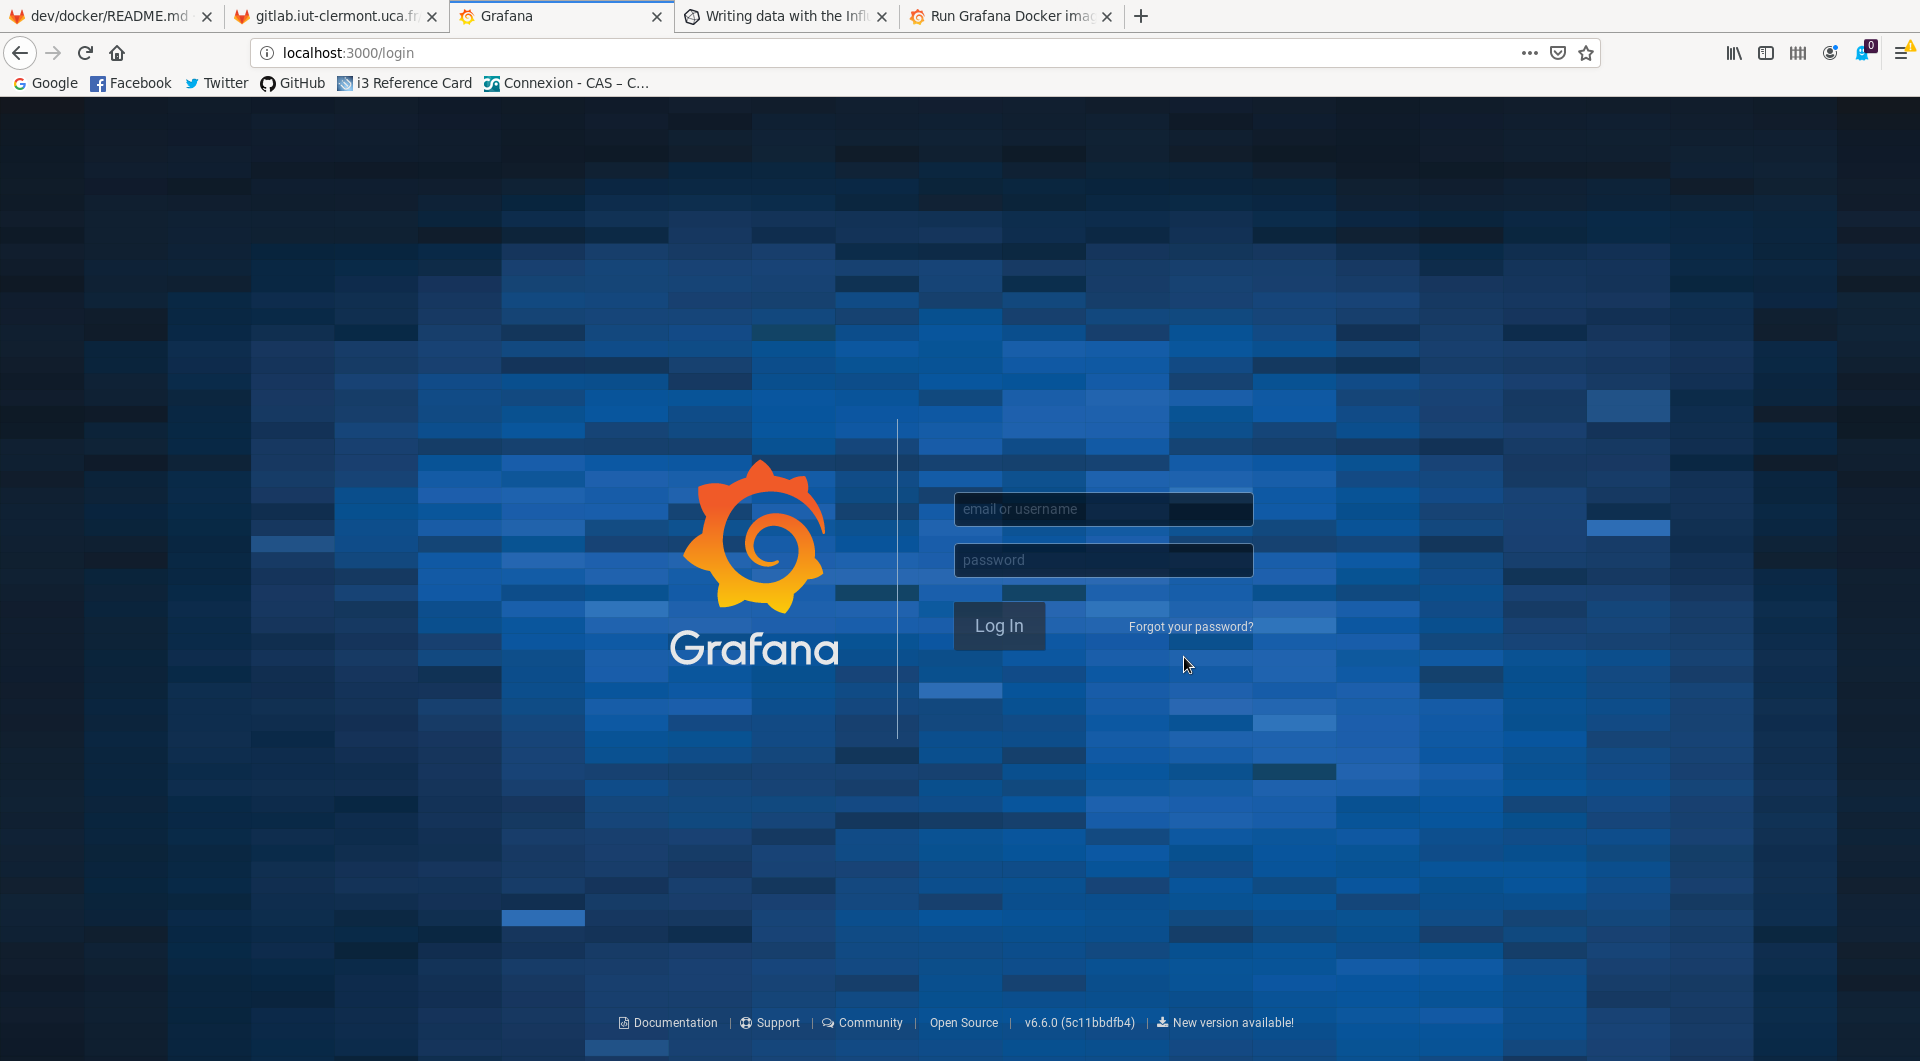 dev/docker/README.md
gitlab.iut-clermont.uca.fr
Grafana
Writing data with the Influ
Run Grafana Docker imag
localhost:3000/login
0
Google
Facebook
Twitter
GitHub
i3 Reference Card
Connexion - CAS – C…
email or username
password
Log In
Forgot your password?
Grafana
Documentation | Support | Community | Open Source | v6.6.0 (5c11bbdfb4) | New version available!